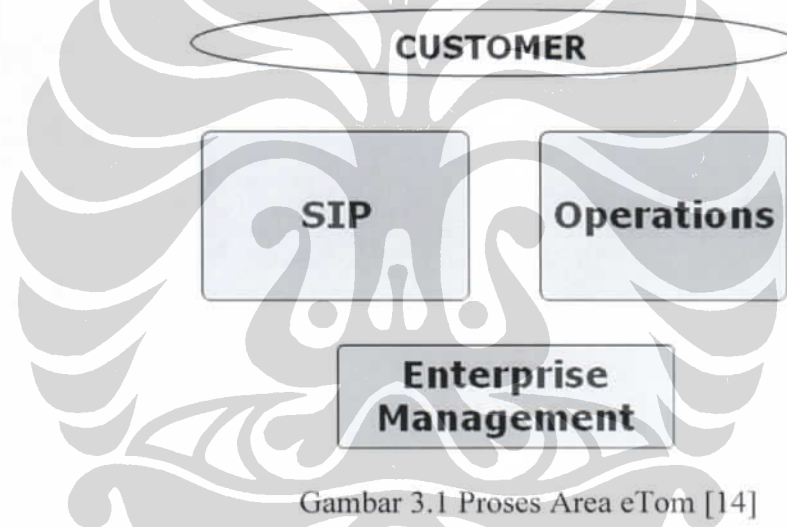 CUSTOMER
SIP
Operations
Enterprise
Management
Gambar 3.1 Proses Area eTom [14]